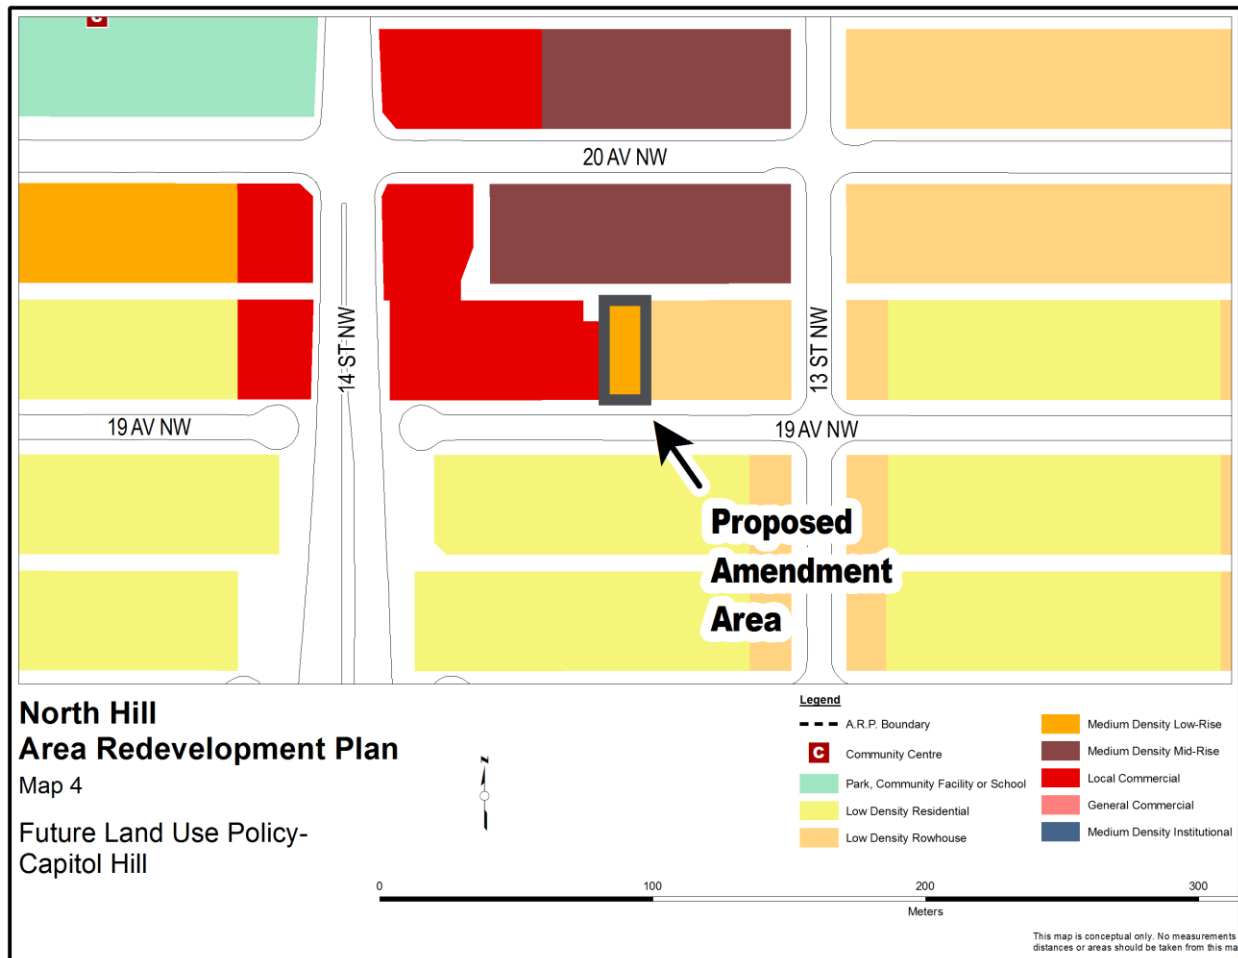 C
20 AV NW
14 ST NW
13 ST NW
19 AV NW
19 AV NW
Proposed
Amendment
Area
North Hill
Area Redevelopment Plan
Map 4
Future Land Use Policy-
Capitol Hill
N
Legend
A.R.P. Boundary
C Community Centre
Park, Community Facility or School
Low Density Residential
Low Density Rowhouse
Medium Density Low-Rise
Medium Density Mid-Rise
Local Commercial
General Commercial
Medium Density Institutional
0 100 200 300
Meters
This map is conceptual only. No measurements
distances or areas should be taken from this ma